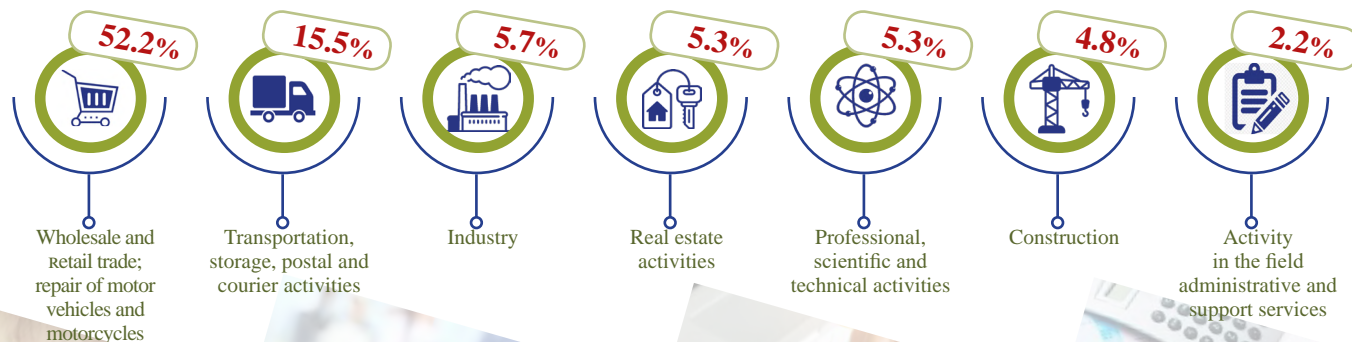 52.2%
15.5%
5.7%
5.3%
5.3%
4.8%
2.2%
Wholesale and
Retail trade;
repair of motor
vehicles and
motorcycles
Transportation,
storage, postal and
courier activities
Industry
Real estate
activities
Professional,
scientific and
technical activities
Construction
Activity
in the field
administrative and
support services